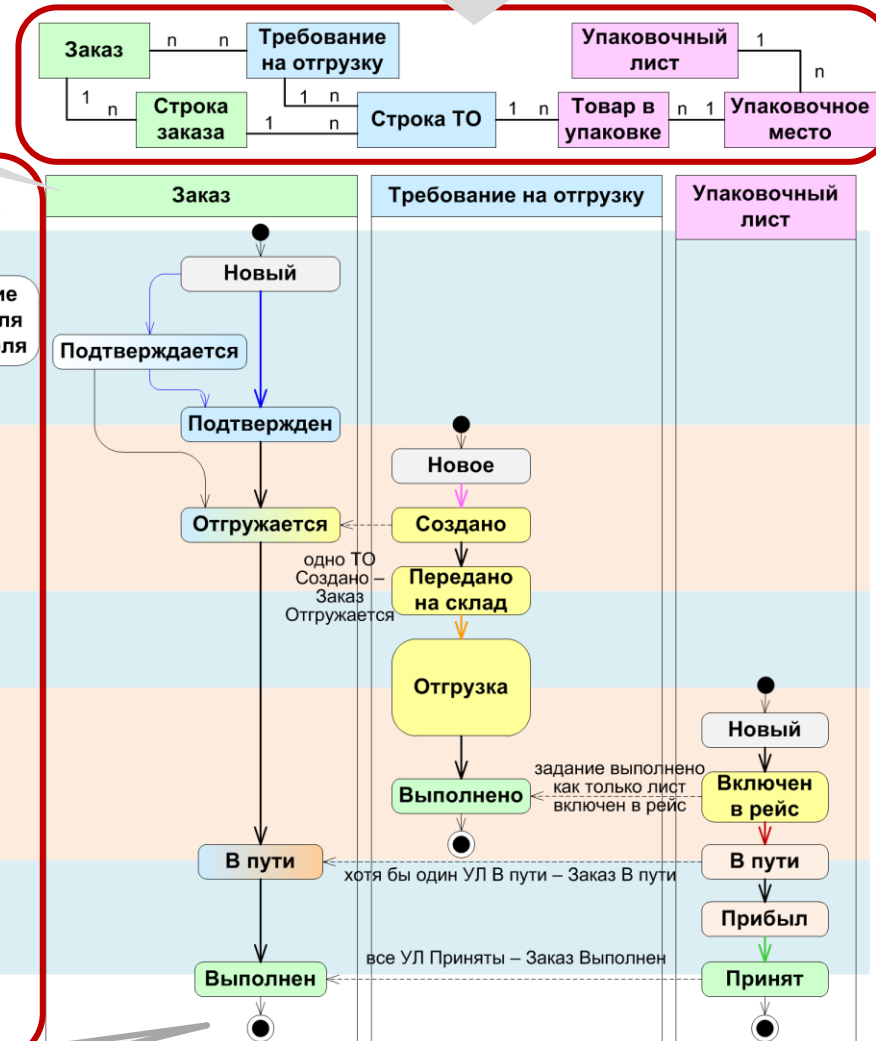 Заказ
n
n
Требование
на отгрузку
Упаковочный
лист
1
n
1
n
Строка
заказа
1
n
1
n
Строка ТО
1
n
Товар в
упаковке
n
1
Упаковочное
место
Заказ
Требование на отгрузку
Упаковочный
лист
Новый
Подтверждается
Подтвержден
Новое
Отгружается
Создано
одно ТО
Создано –
Заказ
Отгружается
Передано
на склад
Отгрузка
Новый
задание выполнено
как только лист
включен в рейс
Включен
в рейс
Выполнено
В пути
хотя бы один УЛ В пути – Заказ В пути
В пути
Прибыл
все УЛ Приняты – Заказ Выполнен
Выполнен
Принят